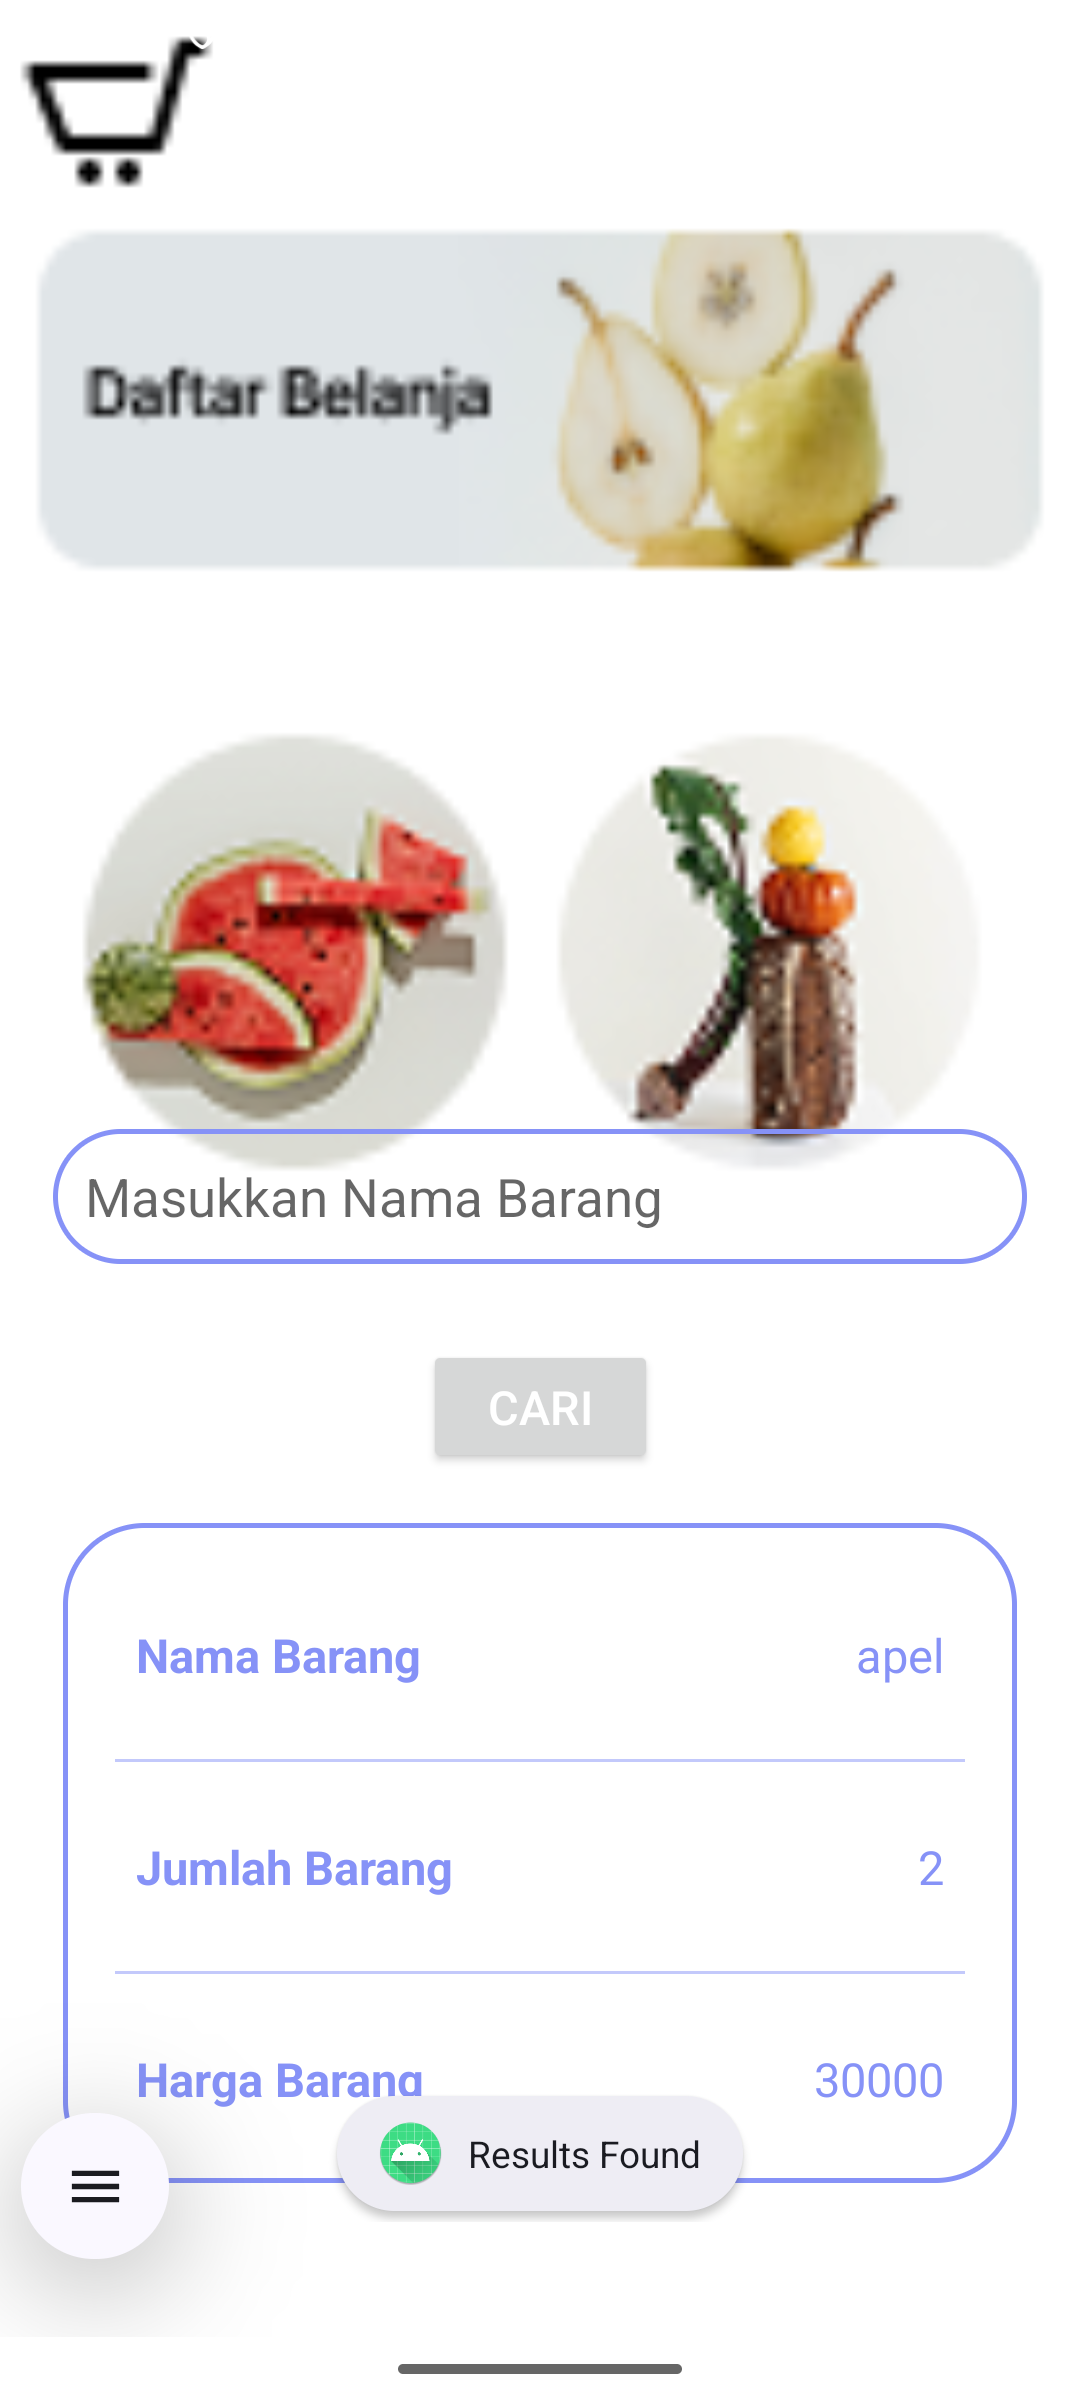 Daftar Belanja
Masukkan Nama Barang
CARI
Nama Barang apel
Jumlah Barang 2
Harga Barang 30000
Results Found